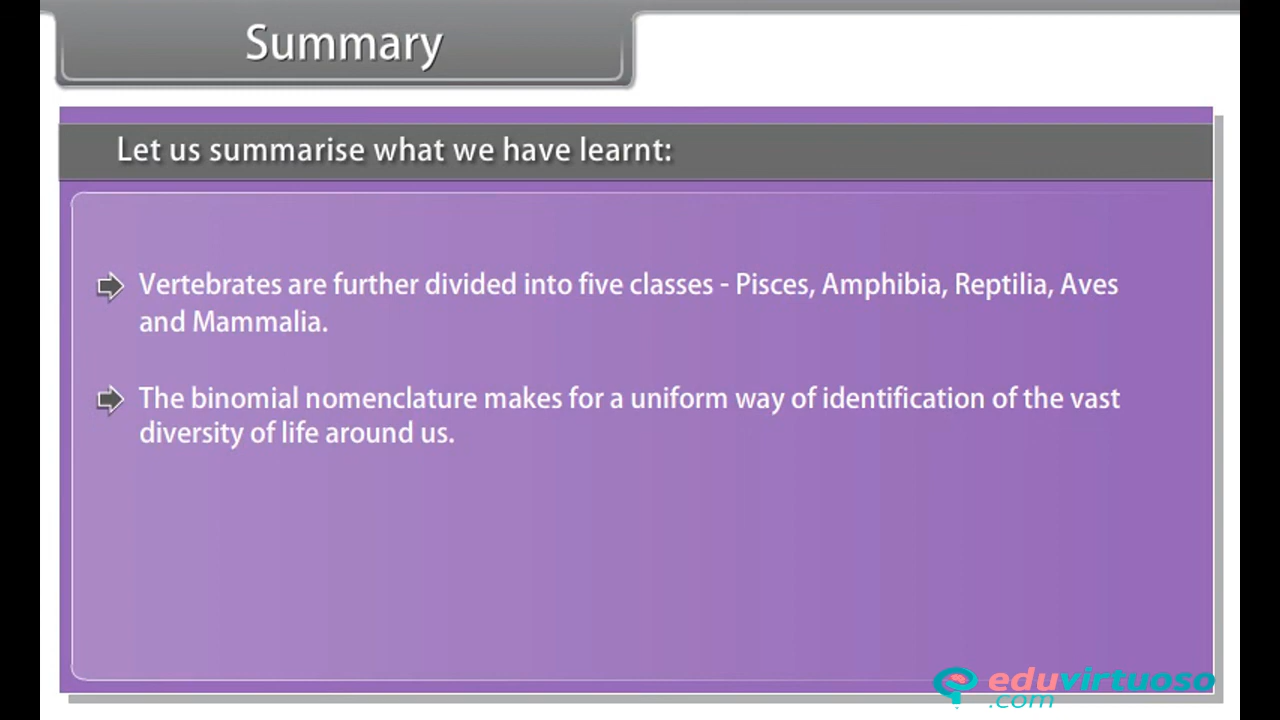 Summary
Let us summarise what we have learnt:
Vertebrates are further divided into five classes - Pisces, Amphibia, Reptilia, Aves
and Mammalia.
The binomial nomenclature makes for a uniform way of identification of the vast
diversity of life around us.
eduvirtuoso
.com